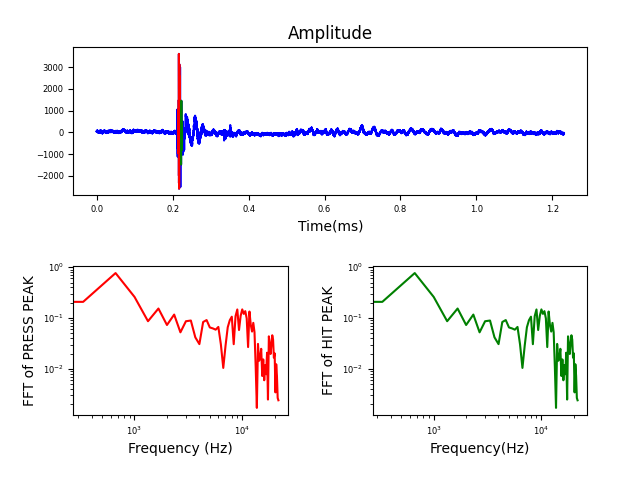 Amplitude
3000
2000
1000
0
−1000
−2000
0.0 0.2 0.4 0.6 0.8 1.0 1.2
Time(ms)
FFT of PRESS PEAK
10⁰
10⁻¹
10⁻²
10³ 10⁴
Frequency (Hz)
FFT of HIT PEAK
10⁰
10⁻¹
10⁻²
10³ 10⁴
Frequency(Hz)